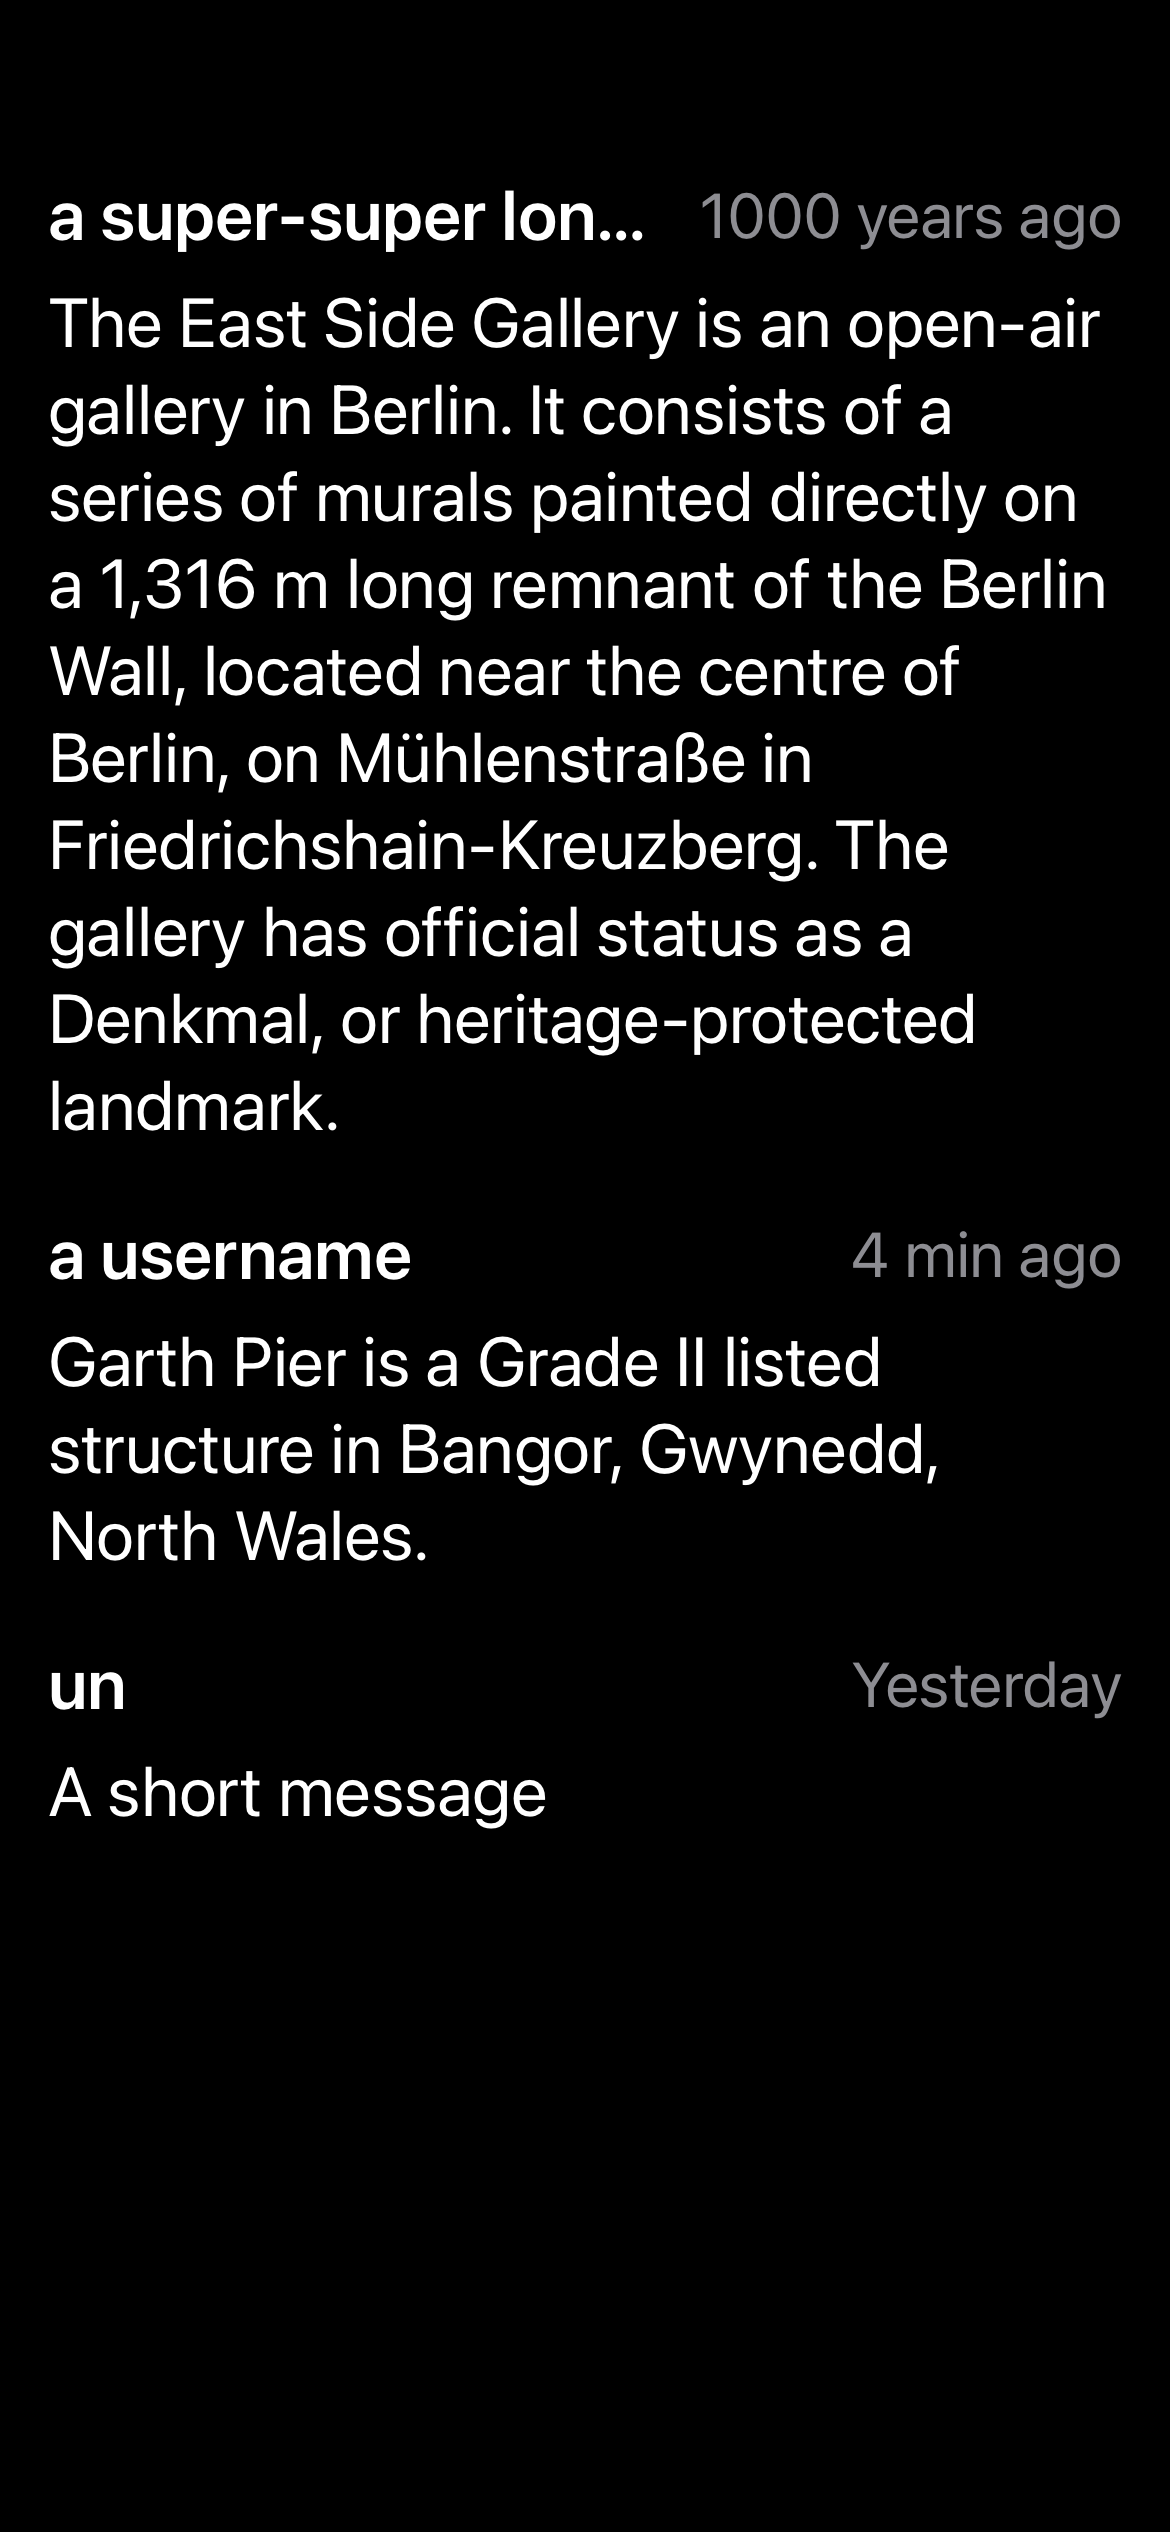 a super-super lon...
1000 years ago
The East Side Gallery is an open-air
gallery in Berlin. It consists of a
series of murals painted directly on
a 1,316 m long remnant of the Berlin
Wall, located near the centre of
Berlin, on Mühlenstraße in
Friedrichshain-Kreuzberg. The
gallery has official status as a
Denkmal, or heritage-protected
landmark.
a username
4 min ago
Garth Pier is a Grade II listed
structure in Bangor, Gwynedd,
North Wales.
un
Yesterday
A short message